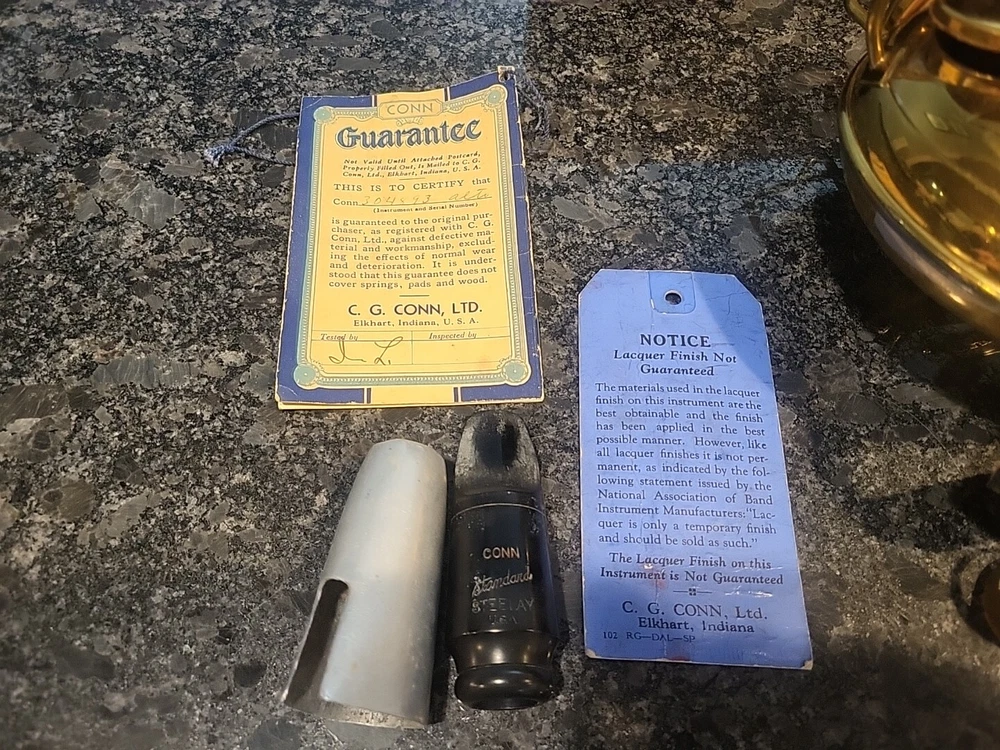 CONN
Guarantee
Not Valid Until Attached Postcard,
Properly Filled Out, is Mailed to C. G.
Conn, Ltd., Elkhart, Indiana, U. S. A.
THIS IS TO CERTIFY that
Conn 304893 alto
(Instrument and Serial Number)
is guaranteed to the original pur-
chaser, as registered with C. G.
Conn, Ltd., against defective ma-
terial and workmanship, exclud-
ing the effects of normal wear
and deterioration. It is under-
stood that this guarantee does not
cover springs, pads and wood.
C. G. CONN, LTD.
Elkhart, Indiana, U. S. A.
Tested by Inspected by
NOTICE
Lacquer Finish Not
Guaranteed
The materials used in the lacquer
finish on this instrument are the
best obtainable and the finish
has been applied in the best
possible manner. However, like
all lacquer finishes it is not per-
manent, as indicated by the fol-
lowing statement issued by the
National Association of Band
Instrument Manufacturers: "Lac-
quer is only a temporary finish
and should be sold as such."
The Lacquer Finish on this
Instrument is Not Guaranteed
C. G. CONN, Ltd.
Elkhart, Indiana
102 RG—DAL—SP
CONN
Standard
STEELAY
USA